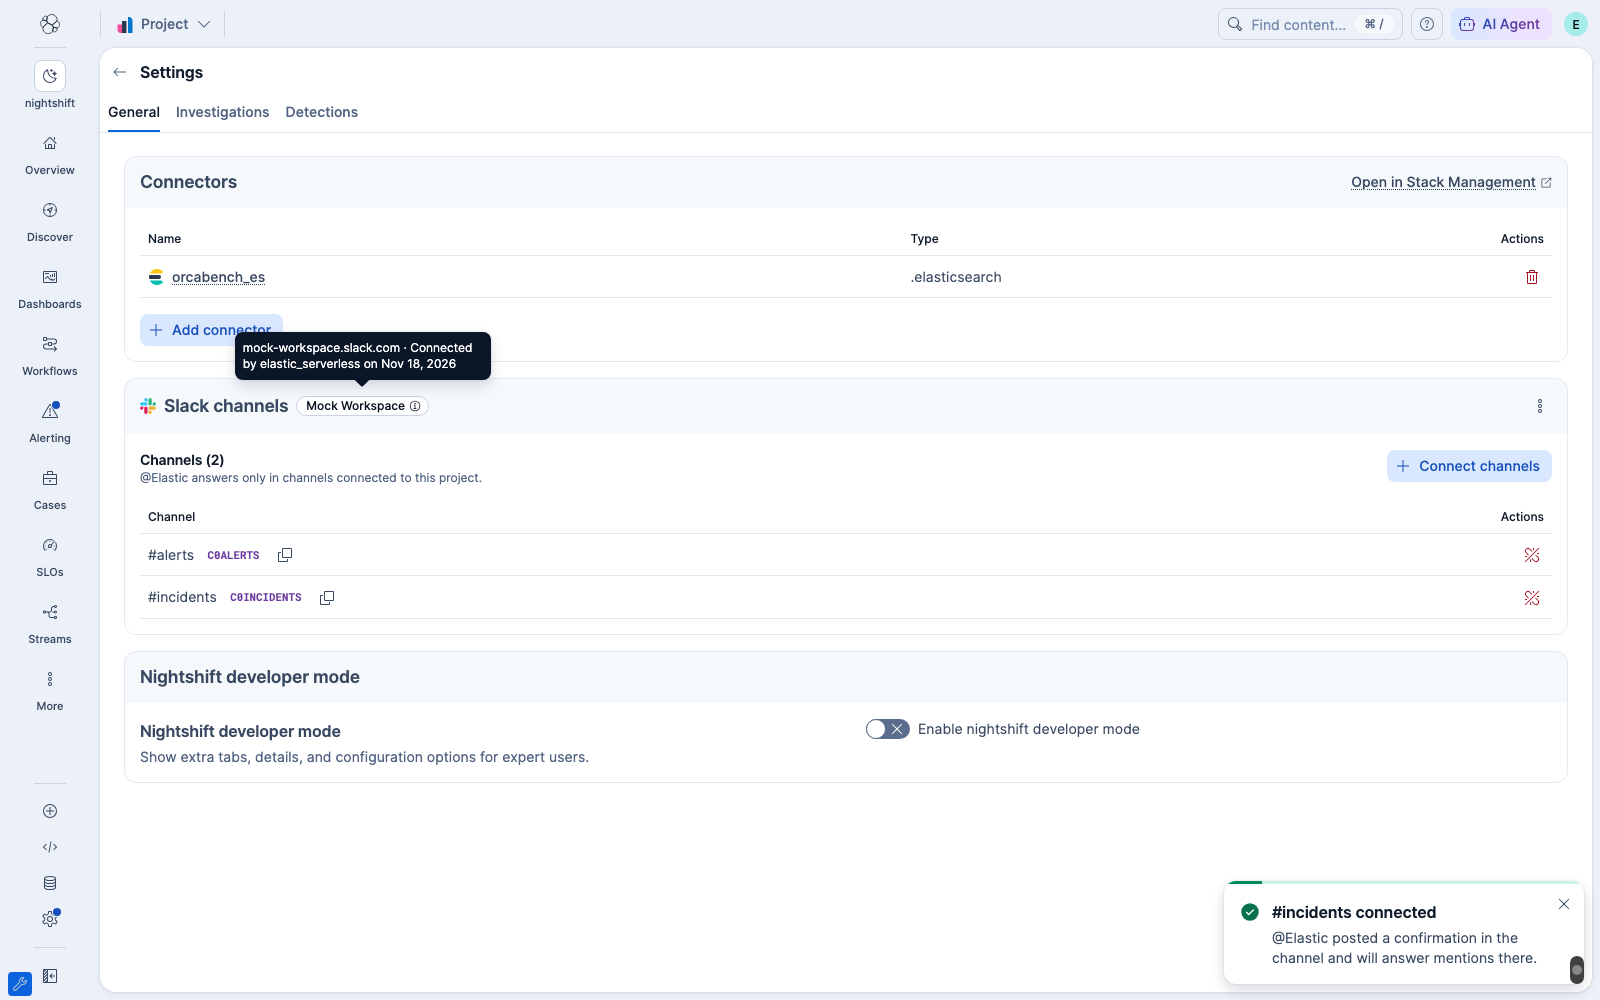 Project
Find content...
⌘ /
AI Agent
E
Settings
General
Investigations
Detections
nightshift
Overview
Discover
Dashboards
Workflows
Alerting
Cases
SLOs
Streams
More
Connectors
Open in Stack Management
Name
Type
Actions
orcabench_es
.elasticsearch
Add connector
mock-workspace.slack.com · Connected
by elastic_serverless on Nov 18, 2026
Slack channels
Mock Workspace
Channels (2)
@Elastic answers only in channels connected to this project.
Connect channels
Channel
Actions
#alerts C0ALERTS
#incidents C0INCIDENTS
Nightshift developer mode
Nightshift developer mode
Show extra tabs, details, and configuration options for expert users.
Enable nightshift developer mode
#incidents connected
@Elastic posted a confirmation in the
channel and will answer mentions there.